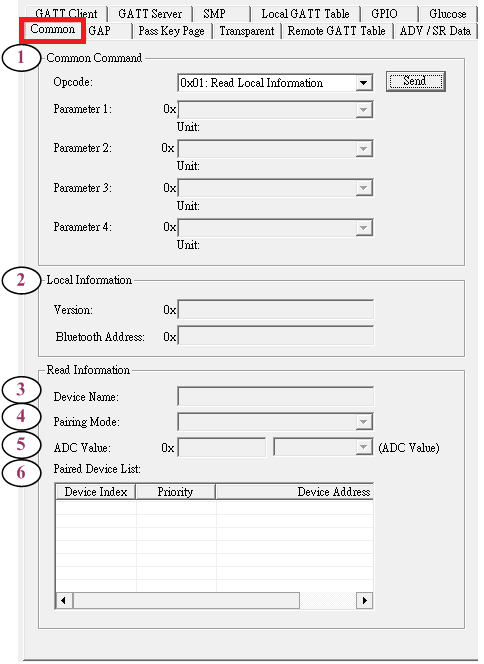 GATT Client GATT Server SMP Local GATT Table GPIO Glucose
Common GAP Pass Key Page Transparent Remote GATT Table ADV / SR Data
1 Common Command
Opcode: 0x01: Read Local Information Send
Parameter 1: 0x
Unit:
Parameter 2: 0x
Unit:
Parameter 3: 0x
Unit:
Parameter 4: 0x
Unit:
2 Local Information
Version: 0x
Bluetooth Address: 0x
Read Information
3 Device Name:
4 Pairing Mode:
5 ADC Value: 0x (ADC Value)
6 Paired Device List:
Device Index Priority Device Address